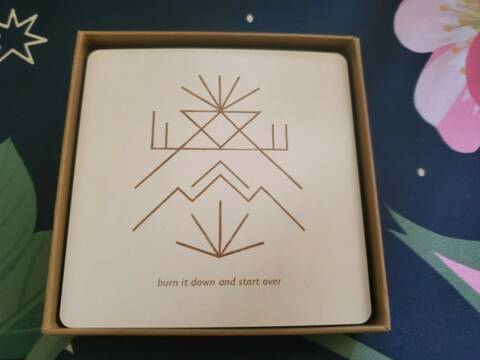 burn it down and start over